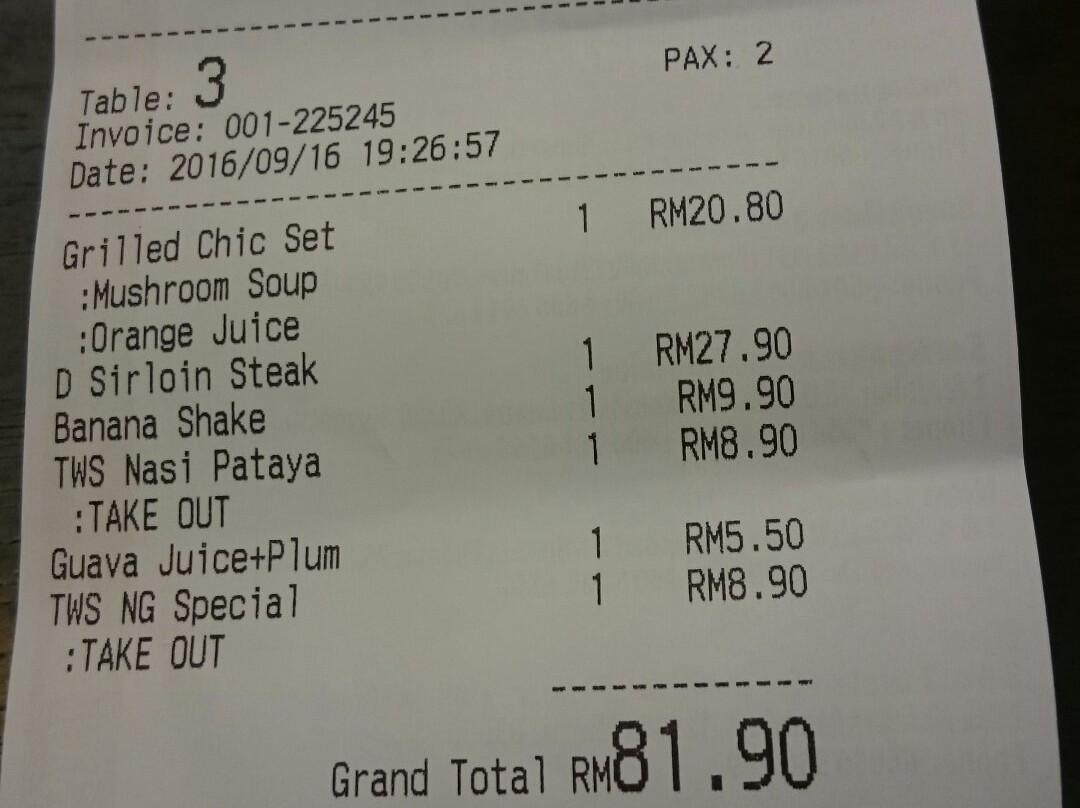 Table: 3 PAX: 2
Invoice: 001-225245
Date: 2016/09/16 19:26:57
Grilled Chic Set 1 RM20.80
:Mushroom Soup
:Orange Juice
D Sirloin Steak 1 RM27.90
Banana Shake 1 RM9.90
TWS Nasi Pataya 1 RM8.90
:TAKE OUT
Guava Juice+Plum 1 RM5.50
TWS NG Special 1 RM8.90
:TAKE OUT
Grand Total RM81.90